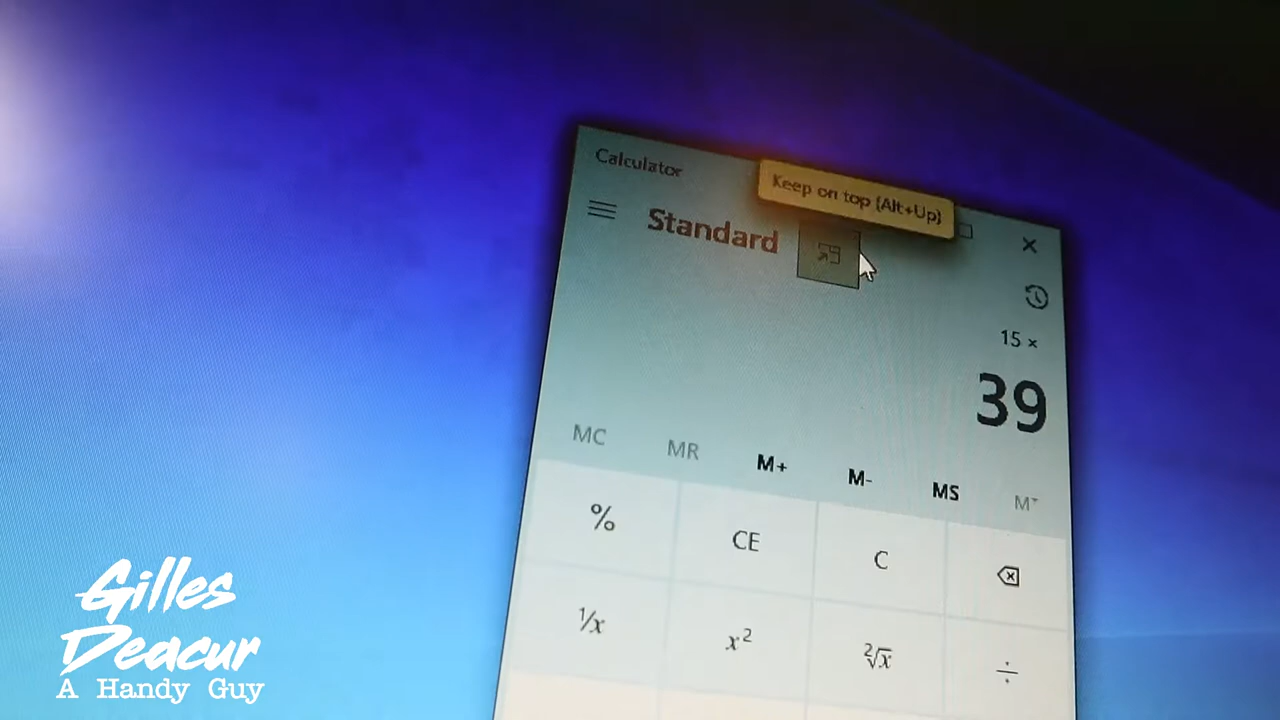 Calculator
Keep on top (Alt+Up)
Standard
15 ×
39
MC MR M+ M- MS M˅
% CE C
¹/x x² ²√x ÷
Gilles
Deacur
A Handy Guy